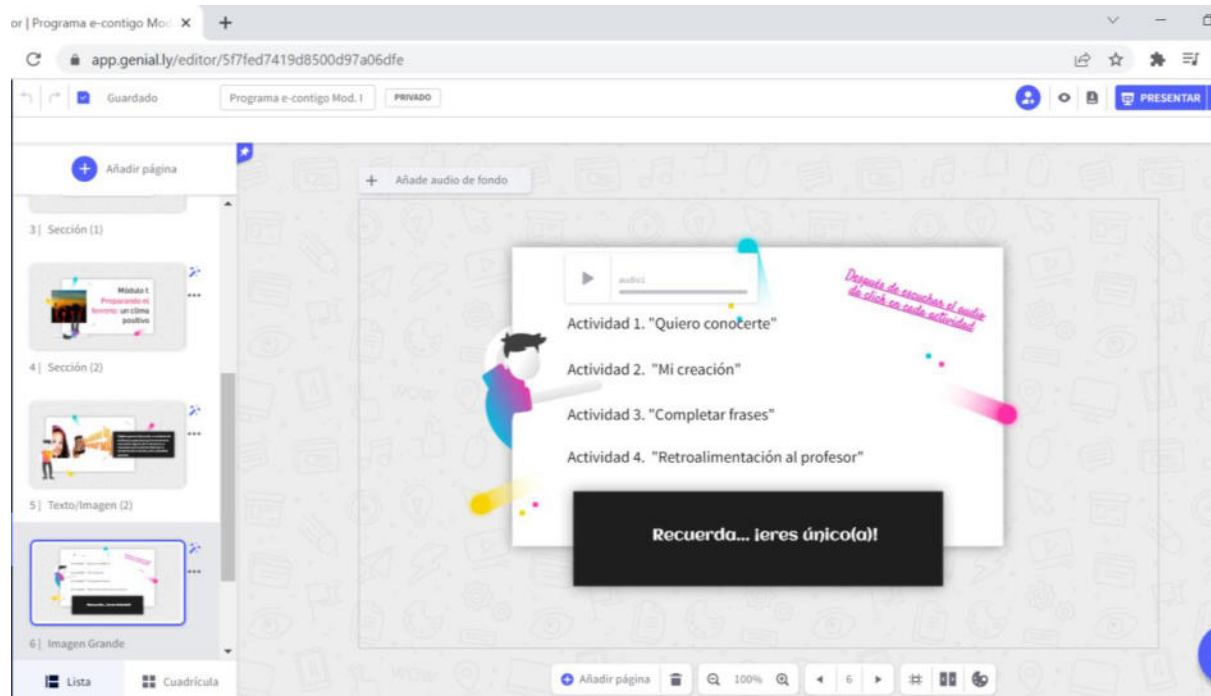 or | Programa e-contigo Mod
app.genial.ly/editor/5f7fed7419d8500d97a06dfe
Guardado
Programa e-contigo Mod. I
PRIVADO
PRESENTAR
Añadir página
3| Sección (1)
Módulo I:
Preparando el
terreno: un clima
positivo
4| Sección (2)
5| Texto/Imagen (2)
6| Imagen Grande
Lista
Cuadrícula
Añade audio de fondo
audio1
Después de escuchar el audio
da click en cada actividad
Actividad 1. "Quiero conocerte"
Actividad 2. "Mi creación"
Actividad 3. "Completar frases"
Actividad 4. "Retroalimentación al profesor"
Recuerda... ¡eres único(a)!
Añadir página
100%
6